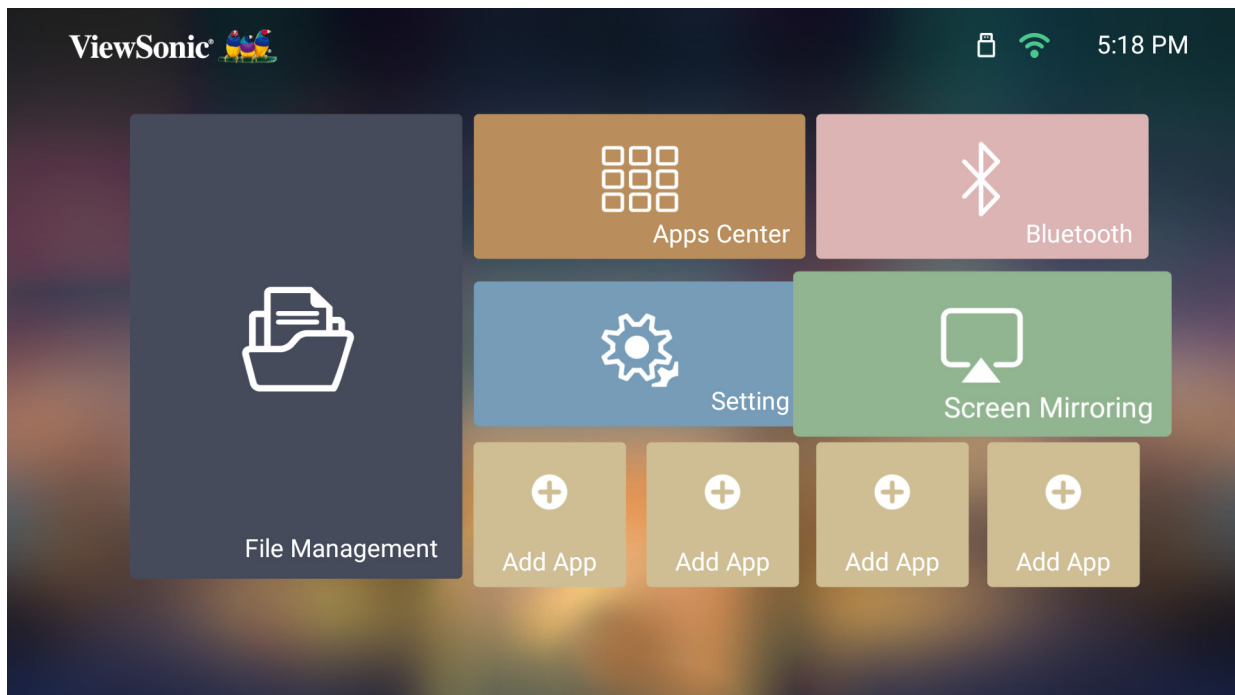 ViewSonic
5:18 PM
Apps Center
Bluetooth
Setting
Screen Mirroring
File Management
Add App
Add App
Add App
Add App